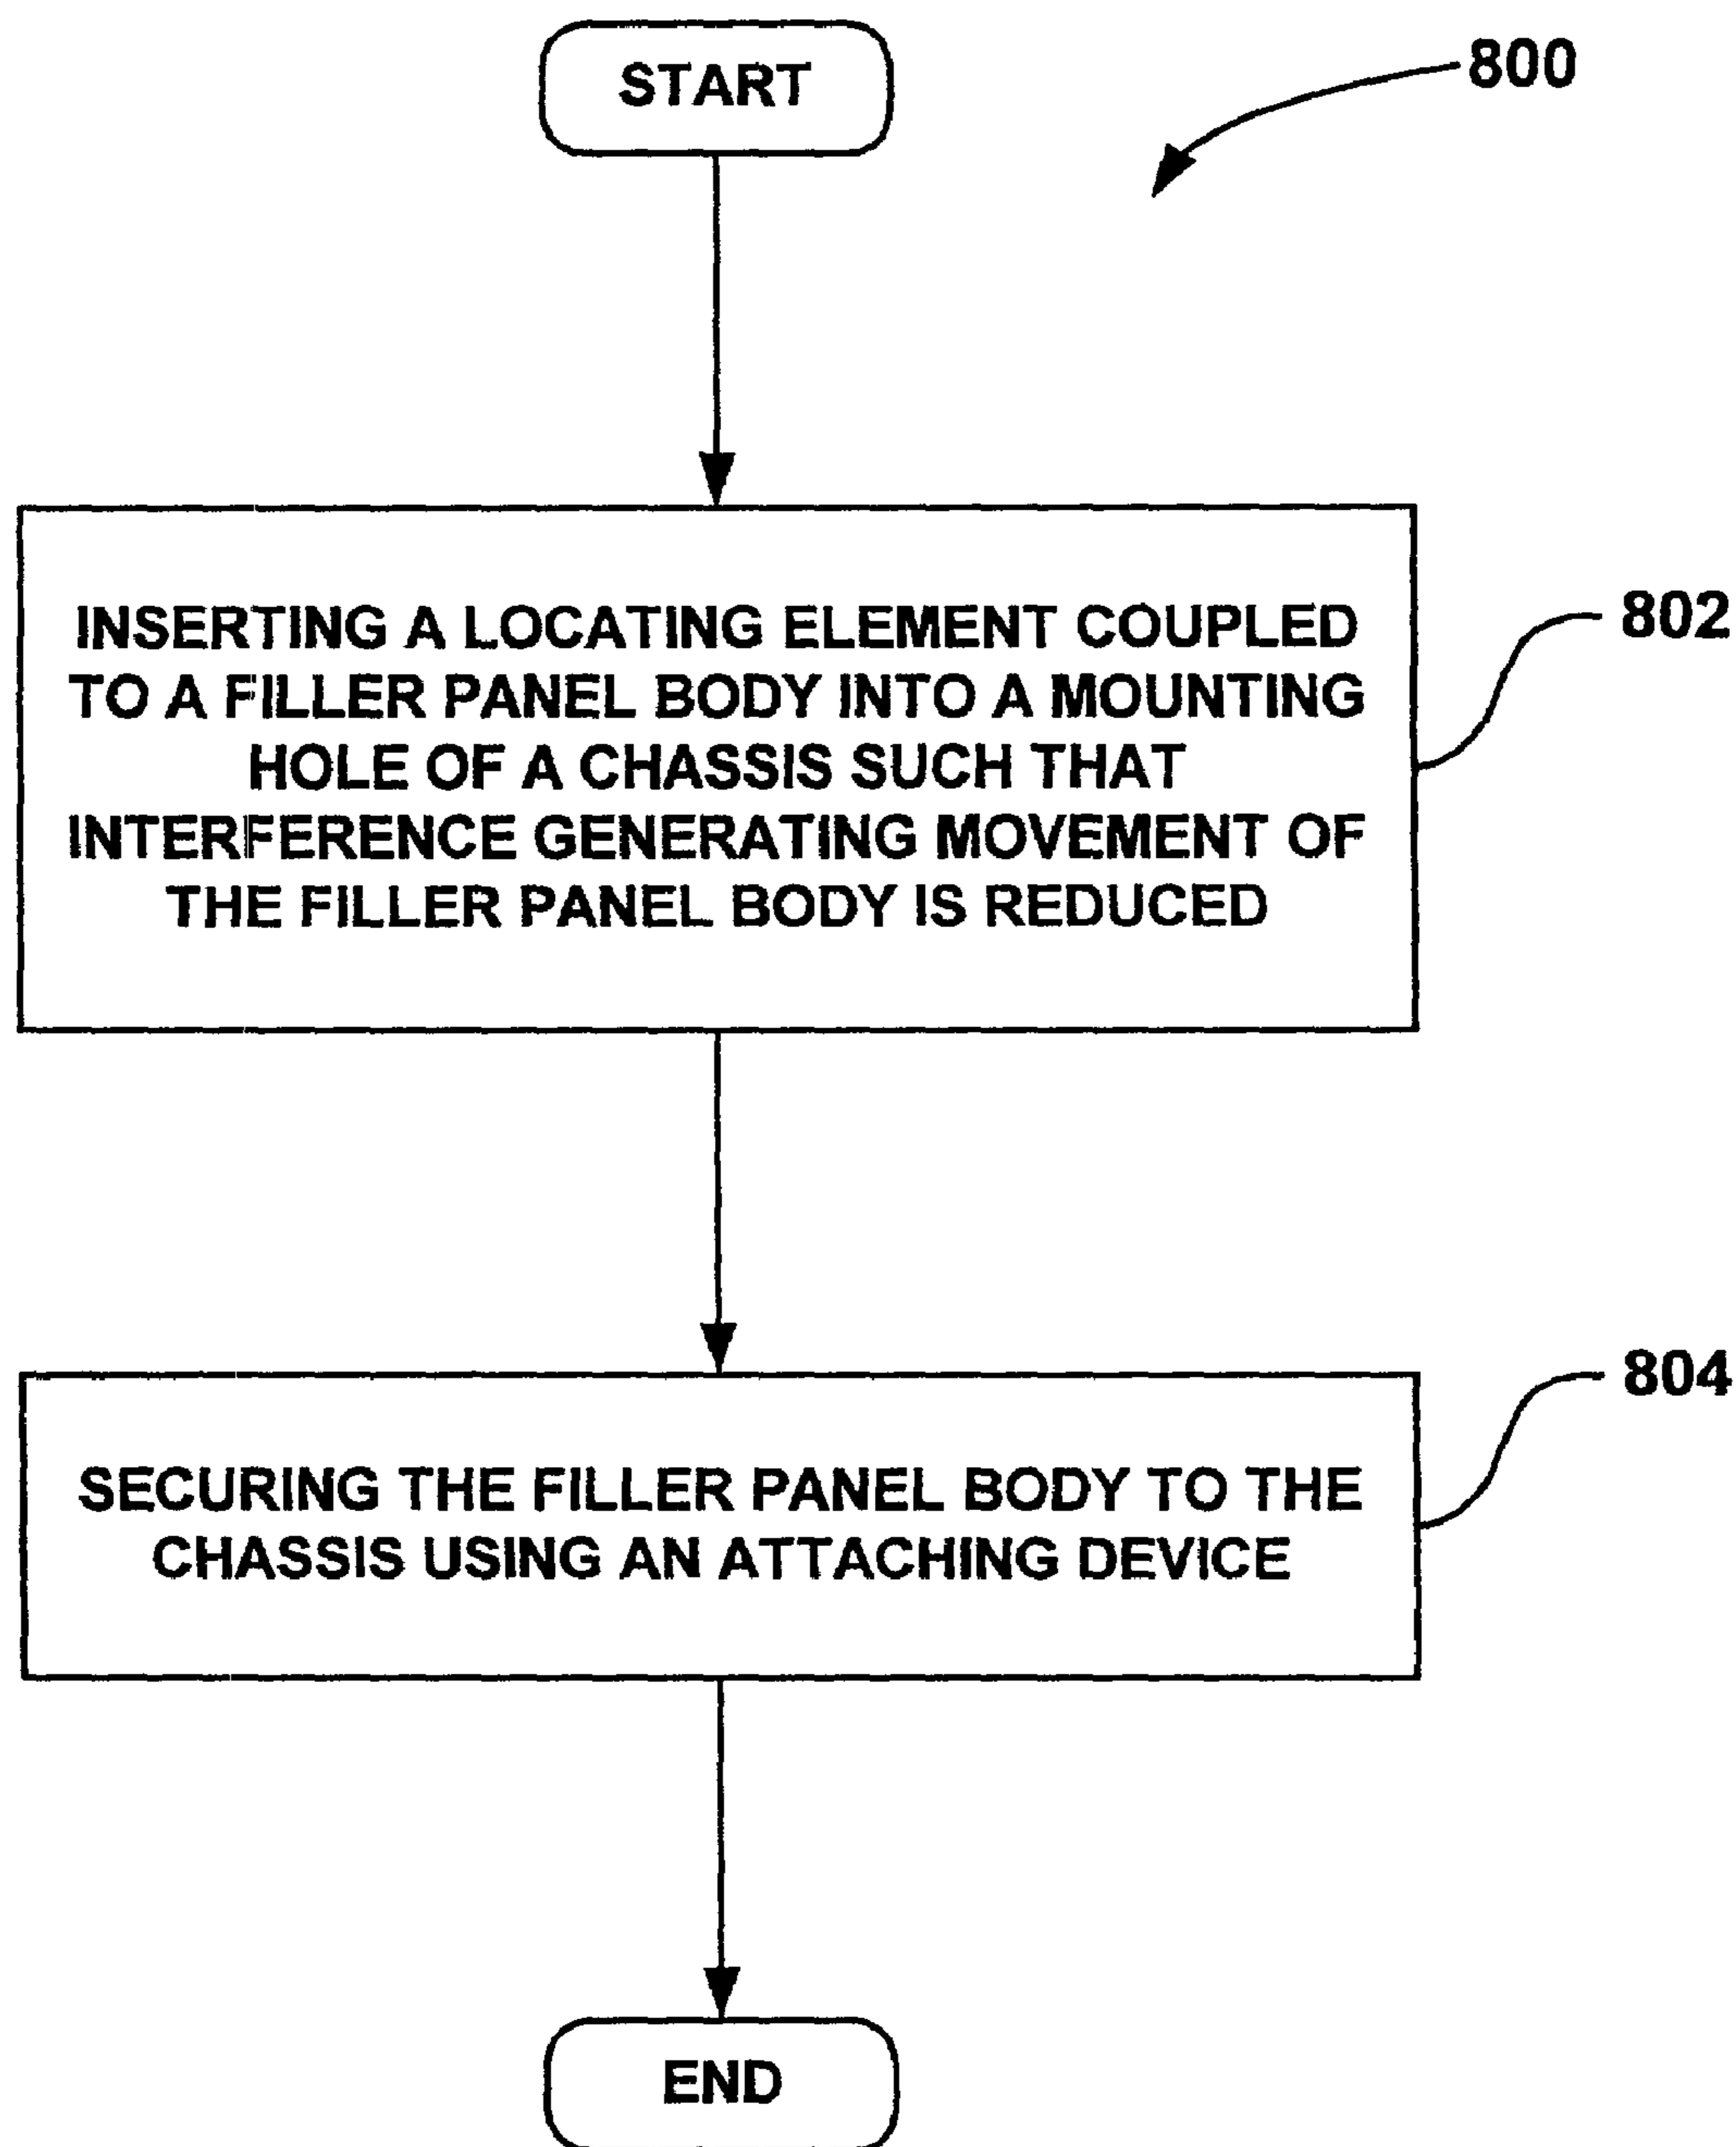 START
800
INSERTING A LOCATING ELEMENT COUPLED
TO A FILLER PANEL BODY INTO A MOUNTING
HOLE OF A CHASSIS SUCH THAT
INTERFERENCE GENERATING MOVEMENT OF
THE FILLER PANEL BODY IS REDUCED
802
SECURING THE FILLER PANEL BODY TO THE
CHASSIS USING AN ATTACHING DEVICE
804
END